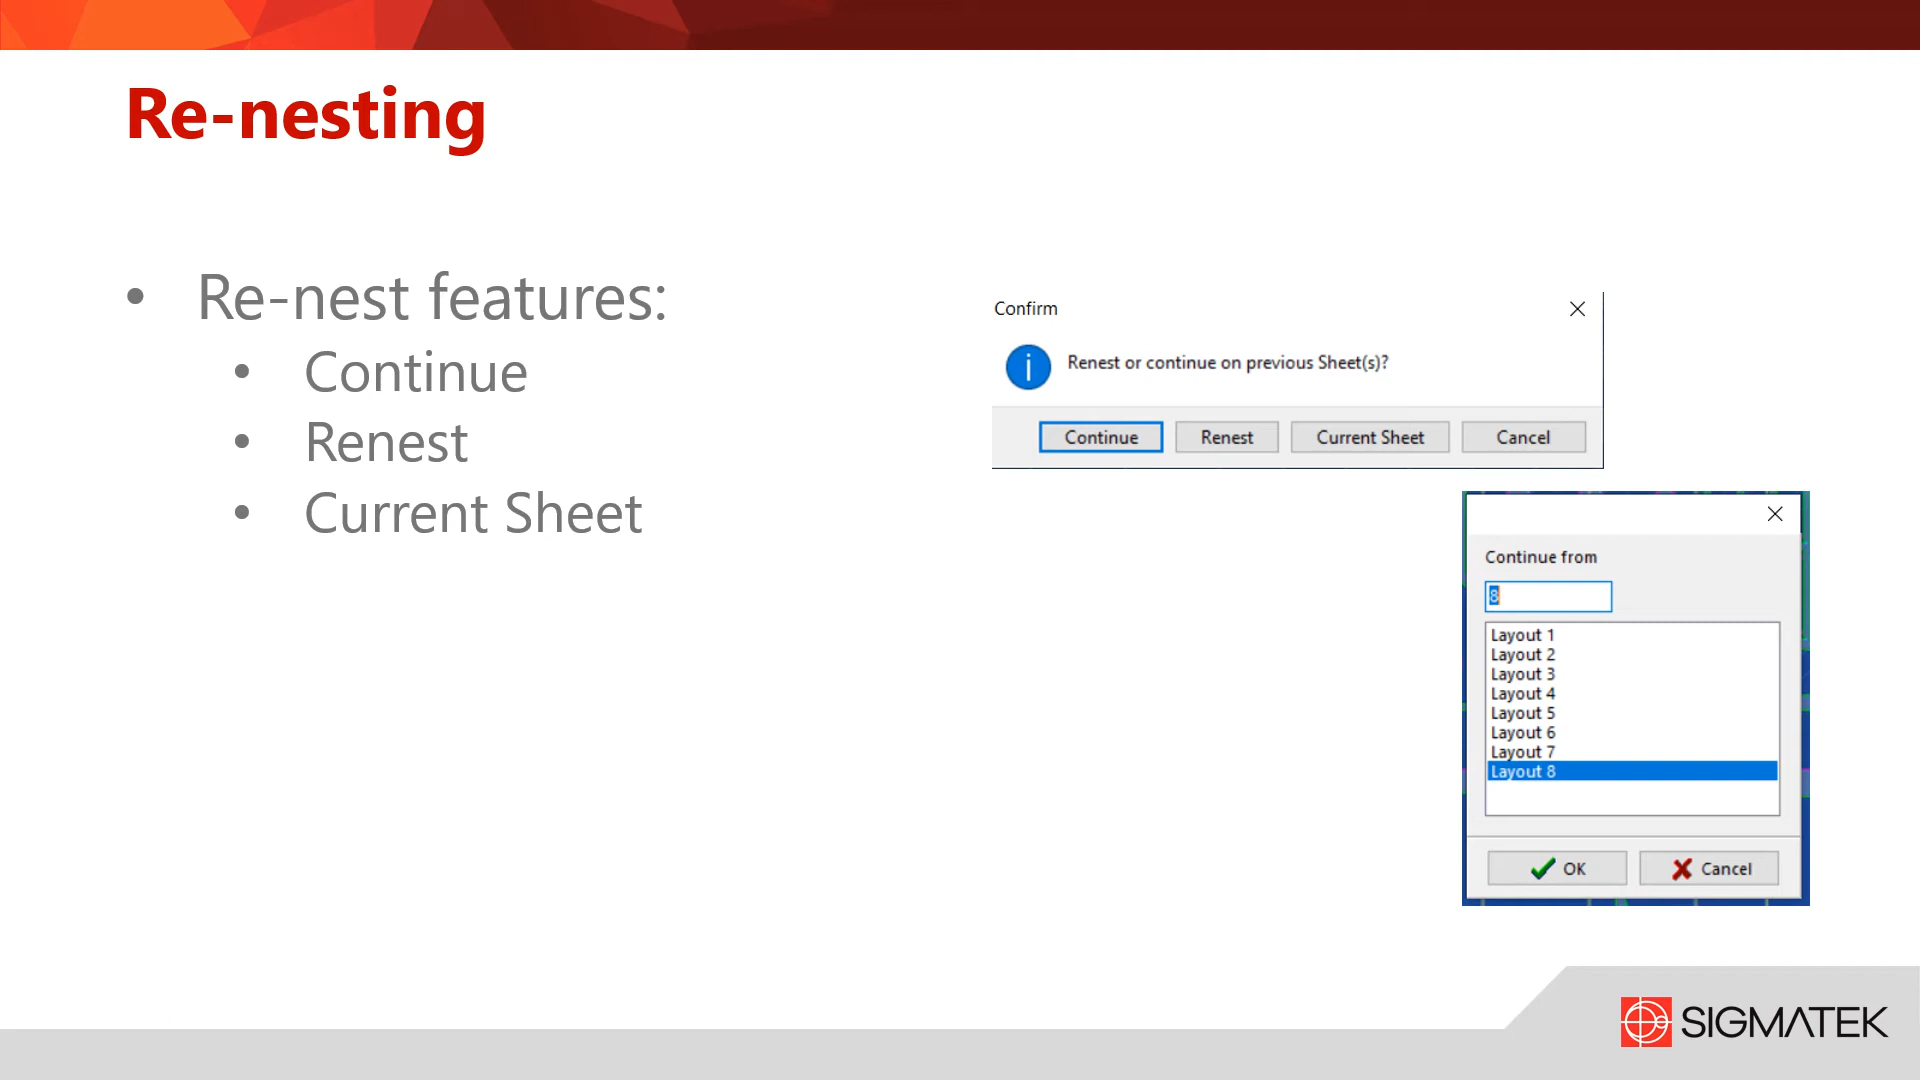 Re-nesting
• Re-nest features:
• Continue
• Renest
• Current Sheet
Confirm
Renest or continue on previous Sheet(s)?
Continue Renest Current Sheet Cancel
Continue from
8
Layout 1
Layout 2
Layout 3
Layout 4
Layout 5
Layout 6
Layout 7
Layout 8
OK Cancel
SIGMATEK